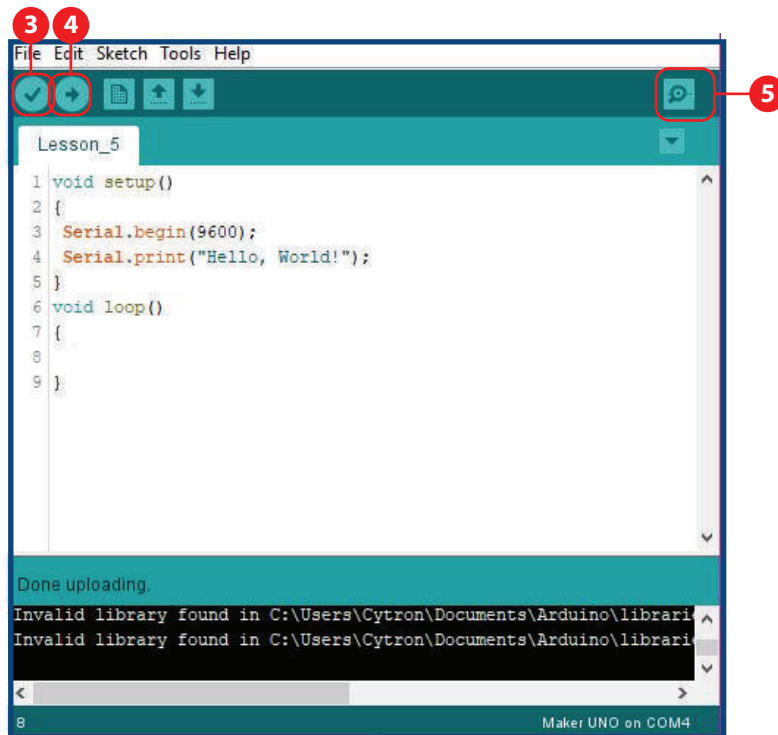 3 4
File Edit Sketch Tools Help
5
Lesson_5
1 void setup()
2 {
3  Serial.begin(9600);
4  Serial.print("Hello, World!");
5 }
6 void loop()
7 {
8
9 }
Done uploading.
Invalid library found in C:\Users\Cytron\Documents\Arduino\librari
Invalid library found in C:\Users\Cytron\Documents\Arduino\librari
8 Maker UNO on COM4